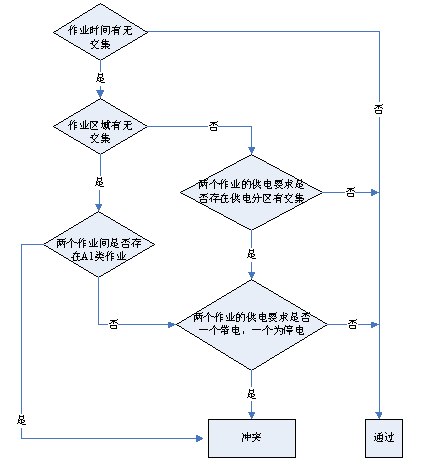 作业时间有无
交集
是
否
作业区域有无
交集
否
是
两个作业的供电要求是
否存在供电分区有交集
否
是
两个作业间是否存
在A1类作业
否
是
两个作业的供电要求是否
一个带电，一个为停电
否
是
冲突
通过